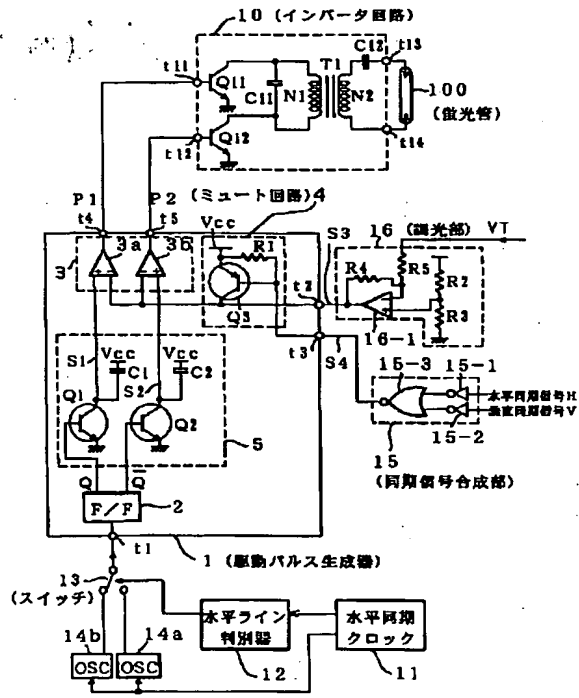 10 (インバータ回路)
t11
Q11
C11
N1
T1
N2
C12
t13
100
(蛍光管)
t12
Q12
t14
P1
P2
(ミュート回路)
4
t4
t5
Vcc
R1
S3
16
(調光部)
VT
3
3a
3b
R4
R5
R2
t2
R3
Q3
16-1
t3
S4
S1
Vcc
S2
Vcc
C1
C2
15-3
15-1
水平同期信号H
垂直同期信号V
Q1
Q2
15-2
5
15
(同期信号合成部)
Q
Q̅
F/F
2
t1
1 (駆動パルス生成器)
13
(スイッチ)
14b
14a
OSC
OSC
水平ライン
判別器
12
水平同期
クロック
11